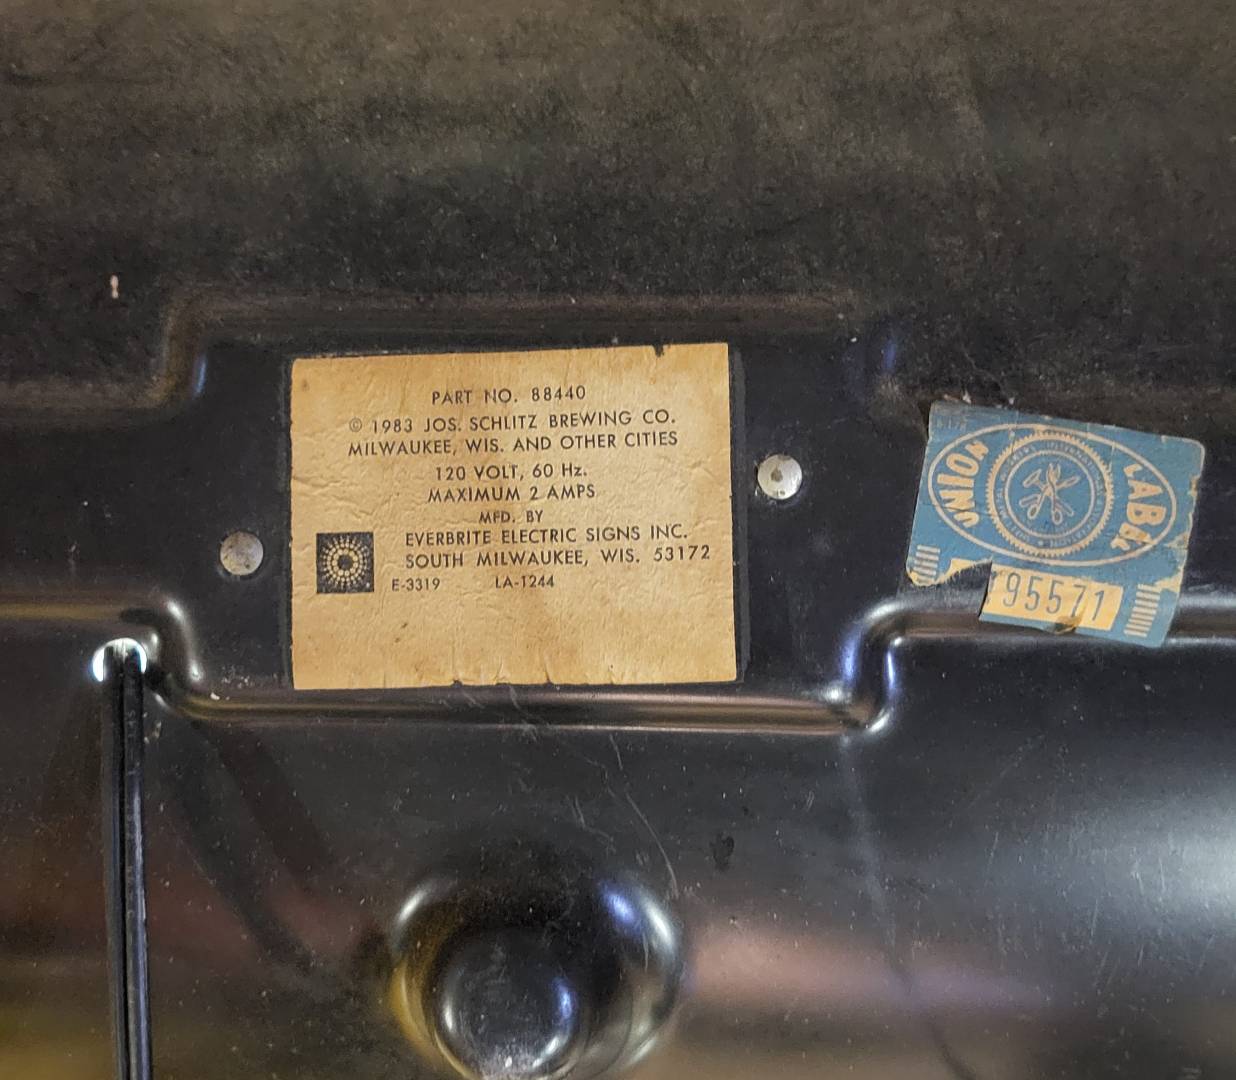 PART NO. 88440
© 1983 JOS. SCHLITZ BREWING CO.
MILWAUKEE, WIS. AND OTHER CITIES
120 VOLT, 60 Hz.
MAXIMUM 2 AMPS
MFD. BY
EVERBRITE ELECTRIC SIGNS INC.
SOUTH MILWAUKEE, WIS. 53172
E-3319 LA-1244
UNION LABEL
95571